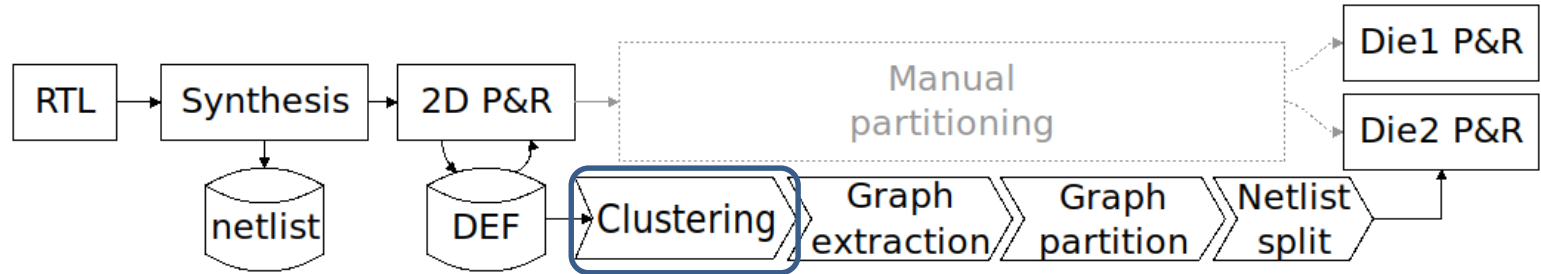 RTL
Synthesis
2D P&R
Manual
partitioning
Die1 P&R
Die2 P&R
netlist
DEF
Clustering
Graph
extraction
Graph
partition
Netlist
split